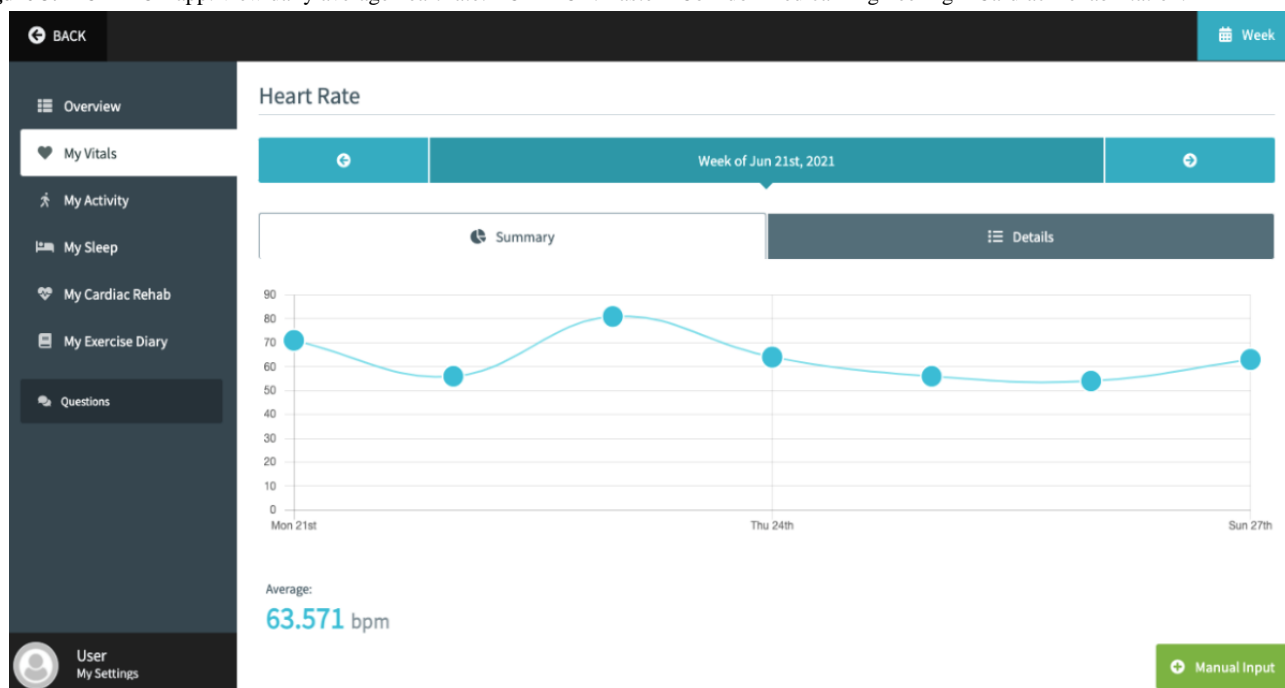 BACK
Week
Overview
My Vitals
My Activity
My Sleep
My Cardiac Rehab
My Exercise Diary
Questions
User
My Settings
Heart Rate
Week of Jun 21st, 2021
Summary
Details
90
80
70
60
50
40
30
20
10
0
Mon 21st
Thu 24th
Sun 27th
Average:
63.571 bpm
Manual Input